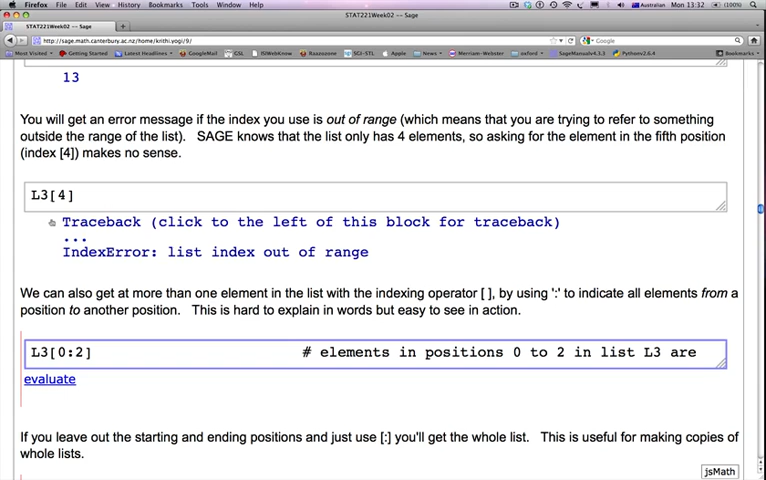 Firefox File Edit View History Bookmarks Tools Window Help
Australian Mon 13:32
STAT221Week02 -- Sage
STAT221Week02 -- Sage
http://sage.math.canterbury.ac.nz/home/krithi.yogi/9/
Google
Most Visited Getting Started Latest Headlines GoogleMail GSL ISIWebKnow Raazozone SGI-STL Apple News Merriam-Webster oxford SageManualv4.3.3 Pythonv2.6.4 Bookmarks
13
You will get an error message if the index you use is out of range (which means that you are trying to refer to something
outside the range of the list). SAGE knows that the list only has 4 elements, so asking for the element in the fifth position
(index [4]) makes no sense.
L3[4]
Traceback (click to the left of this block for traceback)
...
IndexError: list index out of range
We can also get at more than one element in the list with the indexing operator [ ], by using ':' to indicate all elements from a
position to another position. This is hard to explain in words but easy to see in action.
L3[0:2] # elements in positions 0 to 2 in list L3 are
evaluate
If you leave out the starting and ending positions and just use [:] you'll get the whole list. This is useful for making copies of
whole lists.
jsMath